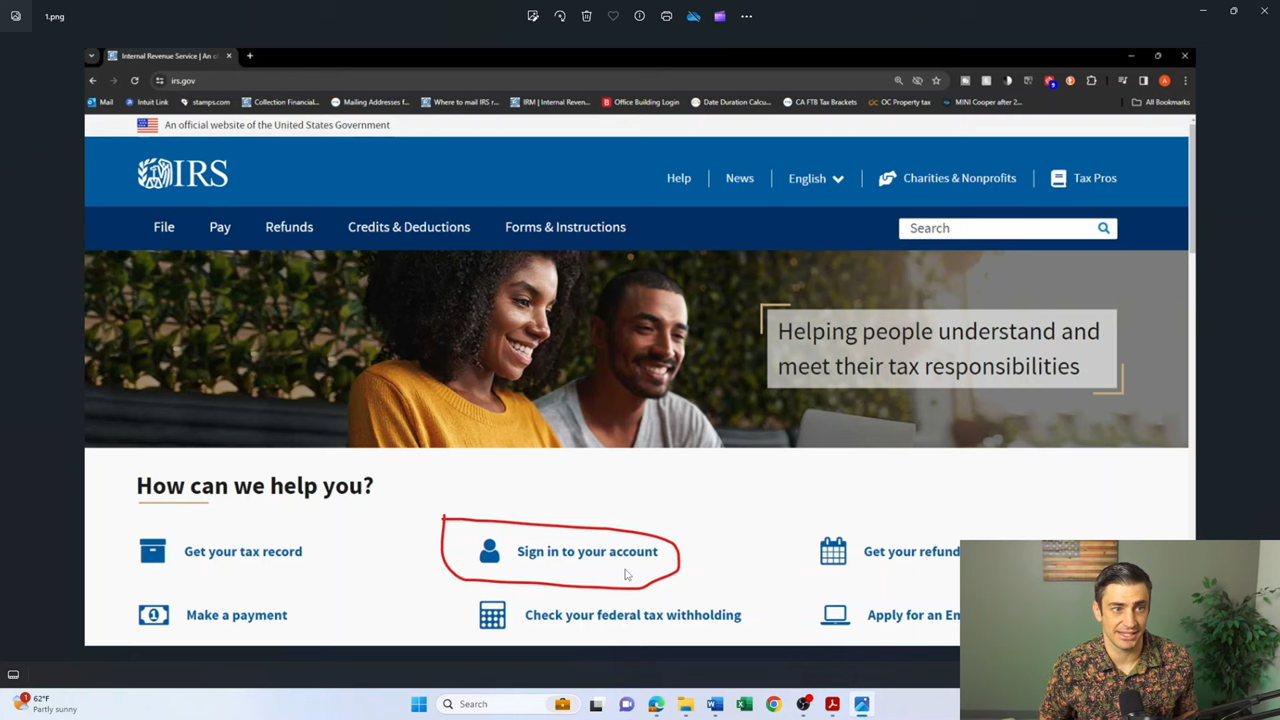 1.png
Internal Revenue Service | An o
irs.gov
Mail
Intuit Link
stamps.com
Collection Financial...
Mailing Addresses f...
Where to mail IRS r...
IRM | Internal Reven...
Office Building Login
Date Duration Calcu...
CA FTB Tax Brackets
OC Property tax
MINI Cooper after 2...
All Bookmarks
An official website of the United States Government
IRS
Help
News
English
Charities & Nonprofits
Tax Pros
File
Pay
Refunds
Credits & Deductions
Forms & Instructions
Search
Helping people understand and
meet their tax responsibilities
How can we help you?
Get your tax record
Sign in to your account
Get your refund
Make a payment
Check your federal tax withholding
Apply for an Em
1
62°F
Partly sunny
Search